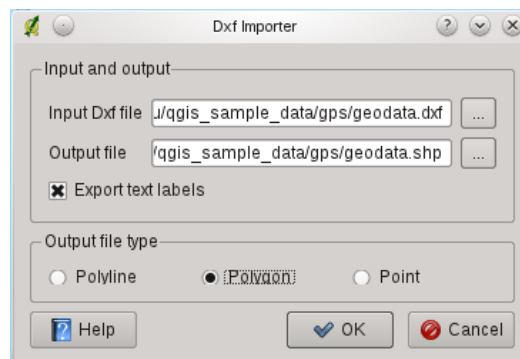 Dxf Importer
Input and output
Input Dxf file u/qgis_sample_data/gps/geodata.dxf ...
Output file /qgis_sample_data/gps/geodata.shp ...
Export text labels
Output file type
Polyline Polygon Point
Help OK Cancel